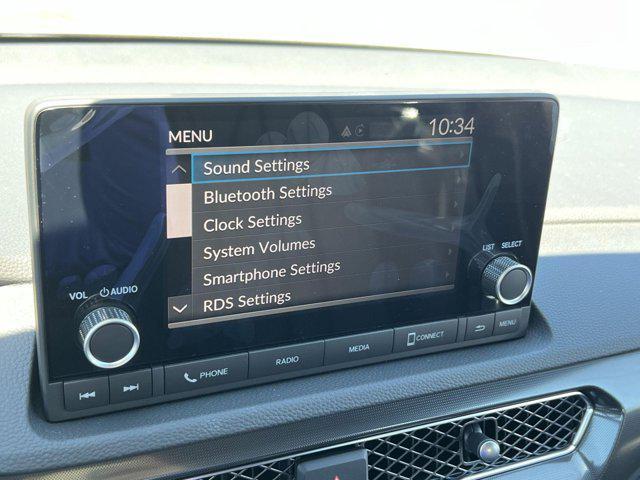 MENU 10:34
Sound Settings
Bluetooth Settings
Clock Settings
System Volumes
Smartphone Settings
RDS Settings
VOL AUDIO
LIST SELECT
PHONE RADIO MEDIA CONNECT MENU